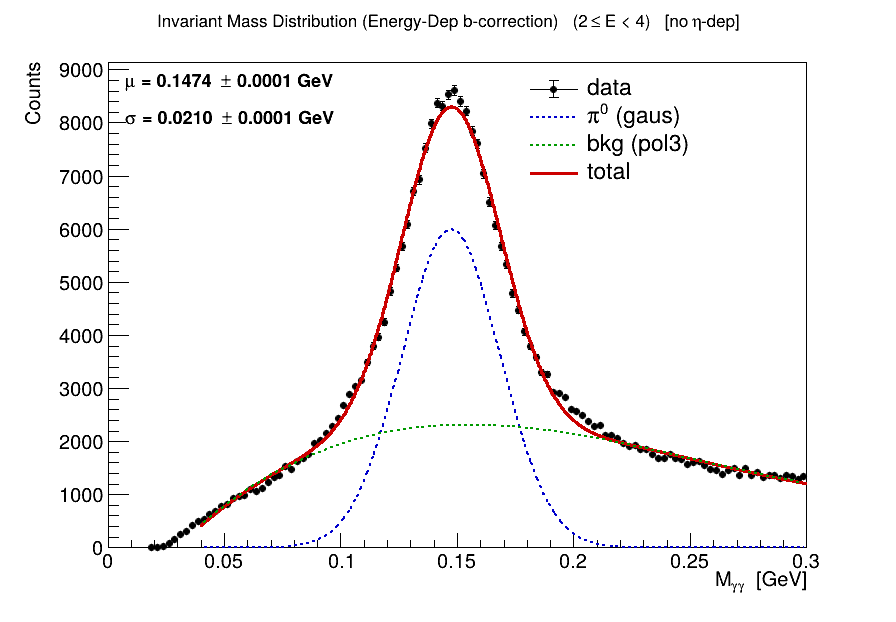 Invariant Mass Distribution (Energy-Dep b-correction) (2 ≤ E < 4) [no η-dep]
Counts
μ = 0.1474 ± 0.0001 GeV
σ = 0.0210 ± 0.0001 GeV
data
π⁰ (gaus)
bkg (pol3)
total
9000
8000
7000
6000
5000
4000
3000
2000
1000
0
0 0.05 0.1 0.15 0.2 0.25 0.3
Mγγ [GeV]